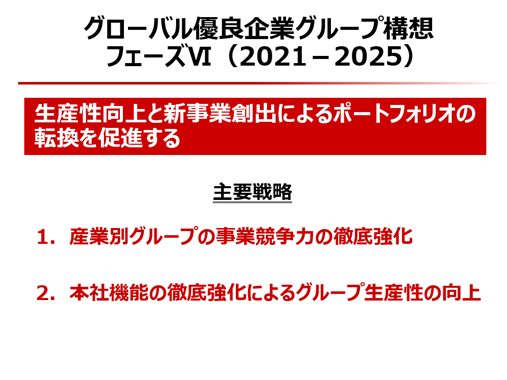 グローバル優良企業グループ構想
フェーズⅥ（2021－2025）
生産性向上と新事業創出によるポートフォリオの
転換を促進する
主要戦略
1. 産業別グループの事業競争力の徹底強化
2. 本社機能の徹底強化によるグループ生産性の向上